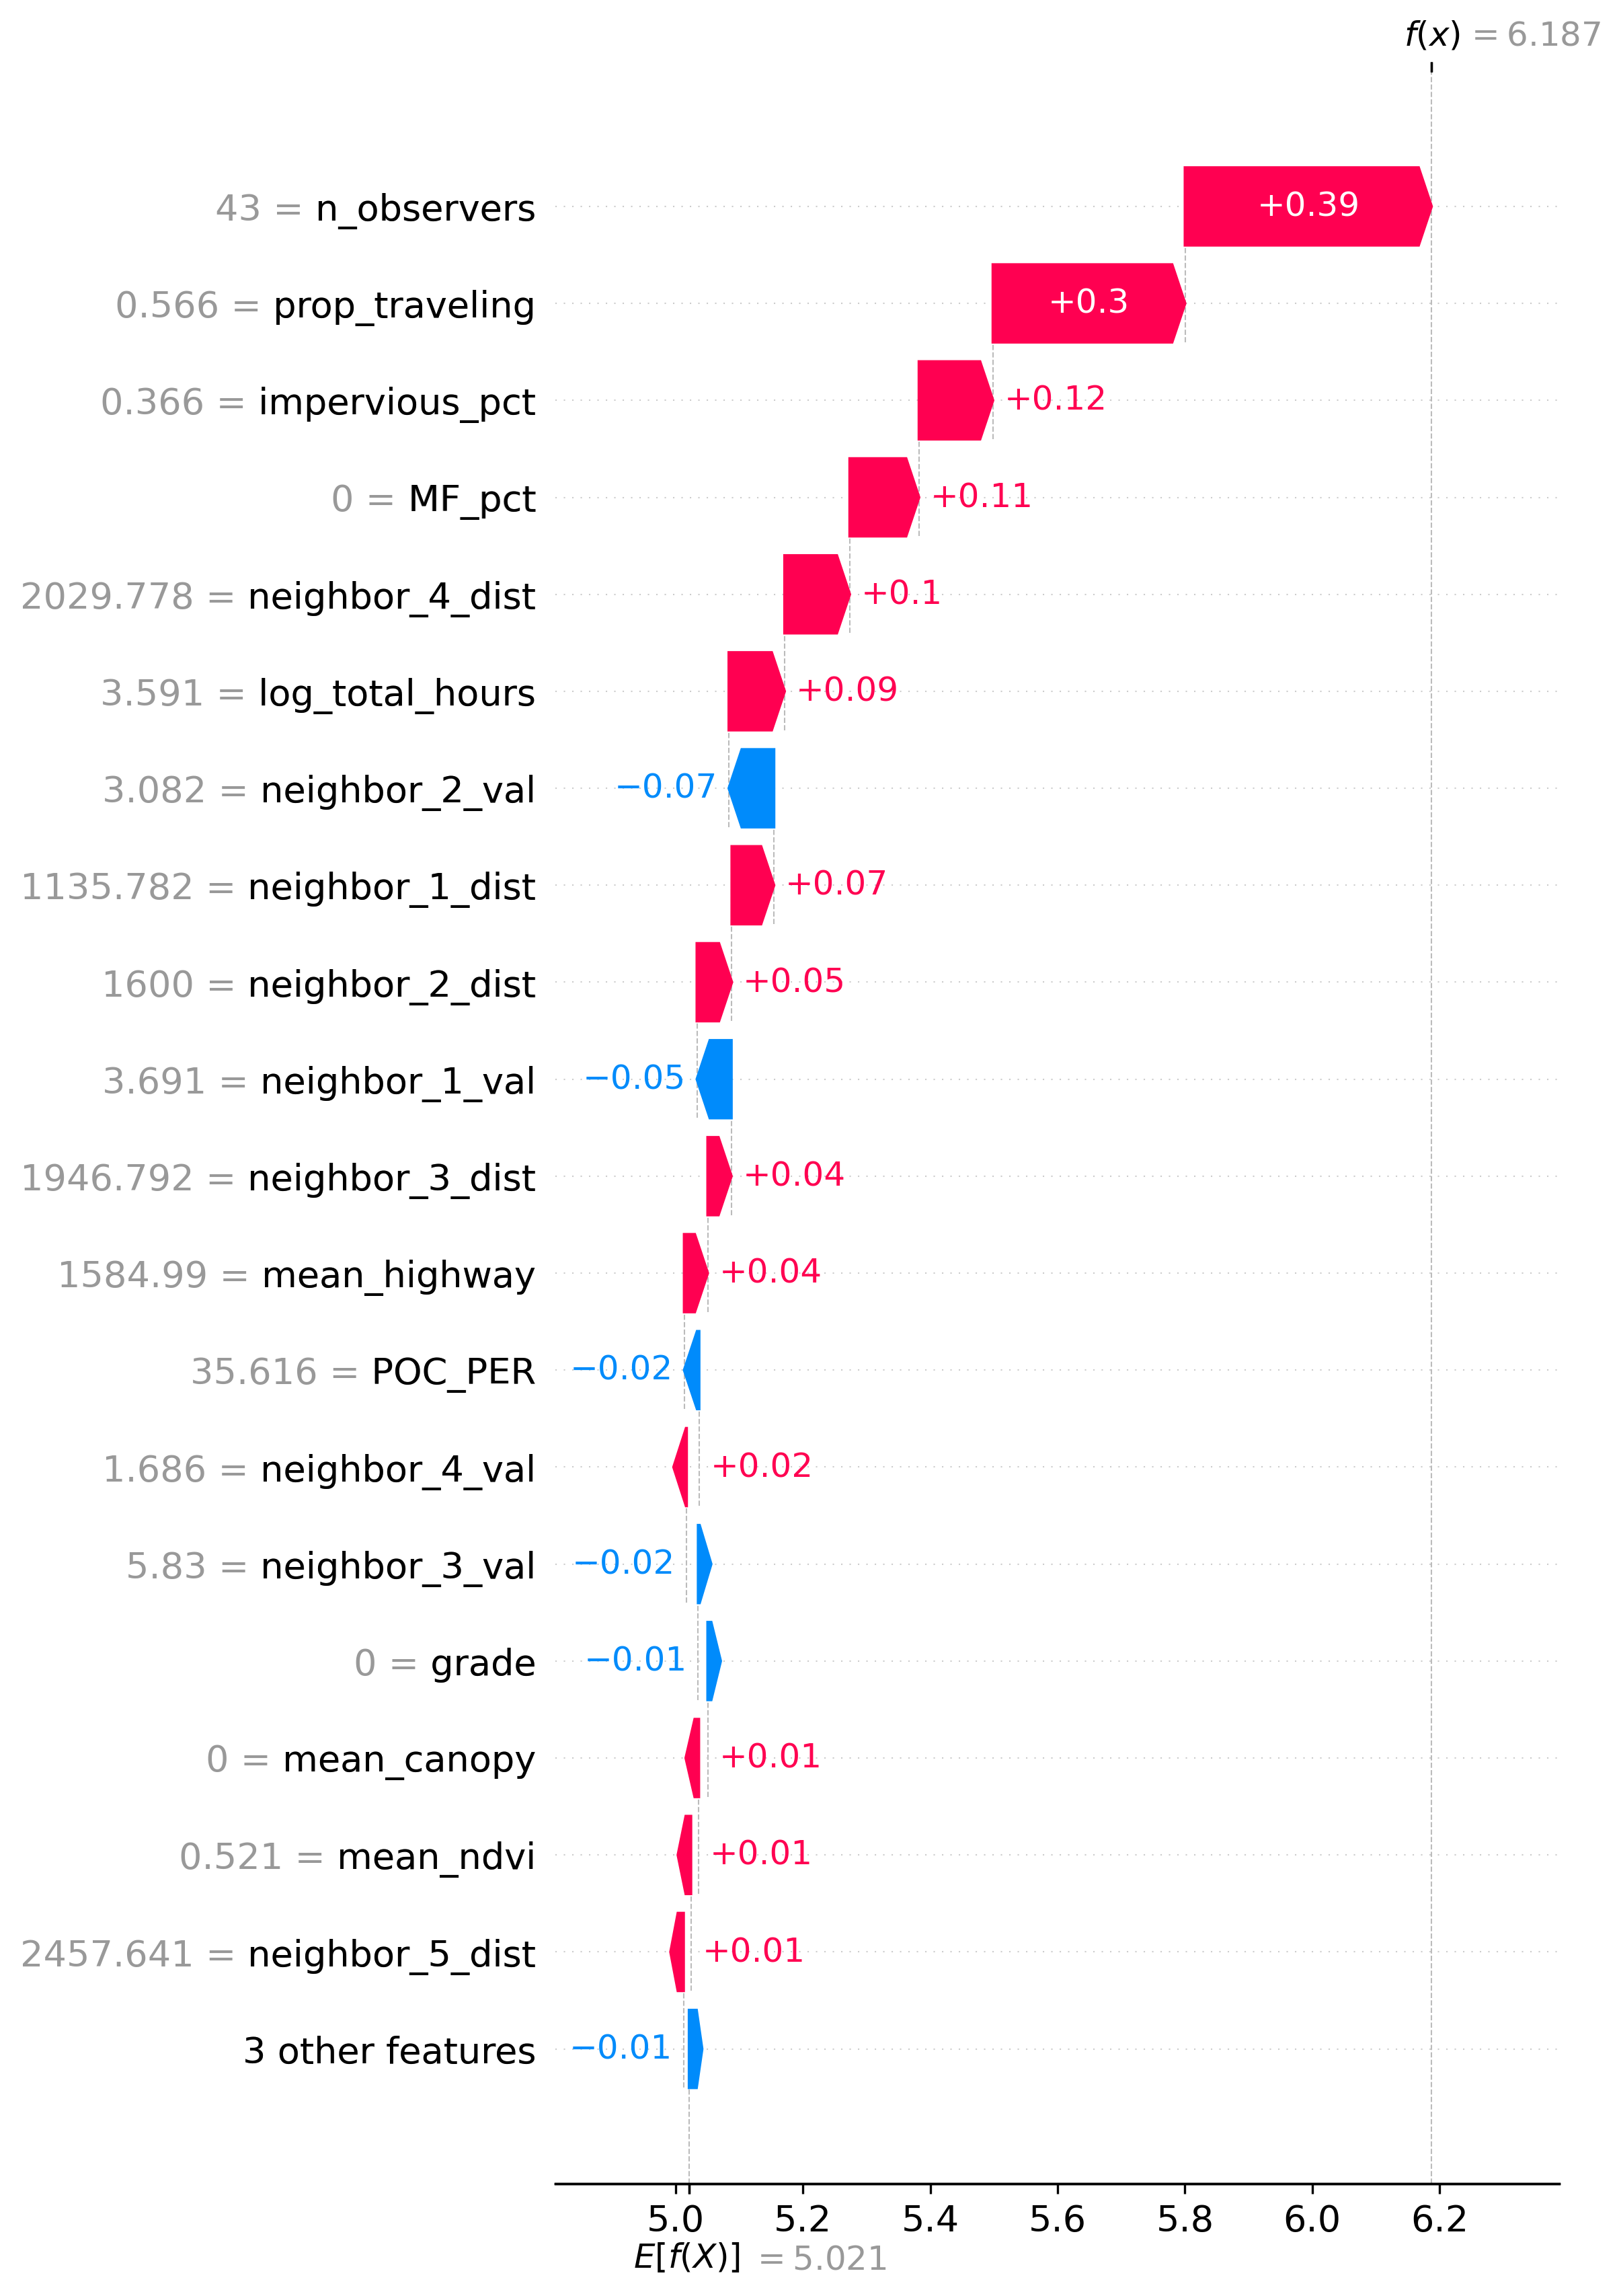 f(x) = 6.187
43 = n_observers +0.39
0.566 = prop_traveling +0.3
0.366 = impervious_pct +0.12
0 = MF_pct +0.11
2029.778 = neighbor_4_dist +0.1
3.591 = log_total_hours +0.09
3.082 = neighbor_2_val −0.07
1135.782 = neighbor_1_dist +0.07
1600 = neighbor_2_dist +0.05
3.691 = neighbor_1_val −0.05
1946.792 = neighbor_3_dist +0.04
1584.99 = mean_highway +0.04
35.616 = POC_PER −0.02
1.686 = neighbor_4_val +0.02
5.83 = neighbor_3_val −0.02
0 = grade −0.01
0 = mean_canopy +0.01
0.521 = mean_ndvi +0.01
2457.641 = neighbor_5_dist +0.01
3 other features −0.01
5.0 5.2 5.4 5.6 5.8 6.0 6.2
E[f(X)] = 5.021